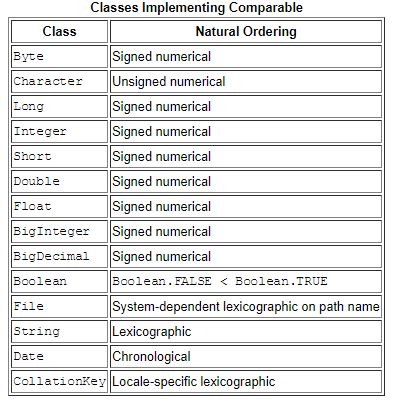 Classes Implementing Comparable
Class Natural Ordering
Byte Signed numerical
Character Unsigned numerical
Long Signed numerical
Integer Signed numerical
Short Signed numerical
Double Signed numerical
Float Signed numerical
BigInteger Signed numerical
BigDecimal Signed numerical
Boolean Boolean.FALSE < Boolean.TRUE
File System-dependent lexicographic on path name
String Lexicographic
Date Chronological
CollationKey Locale-specific lexicographic